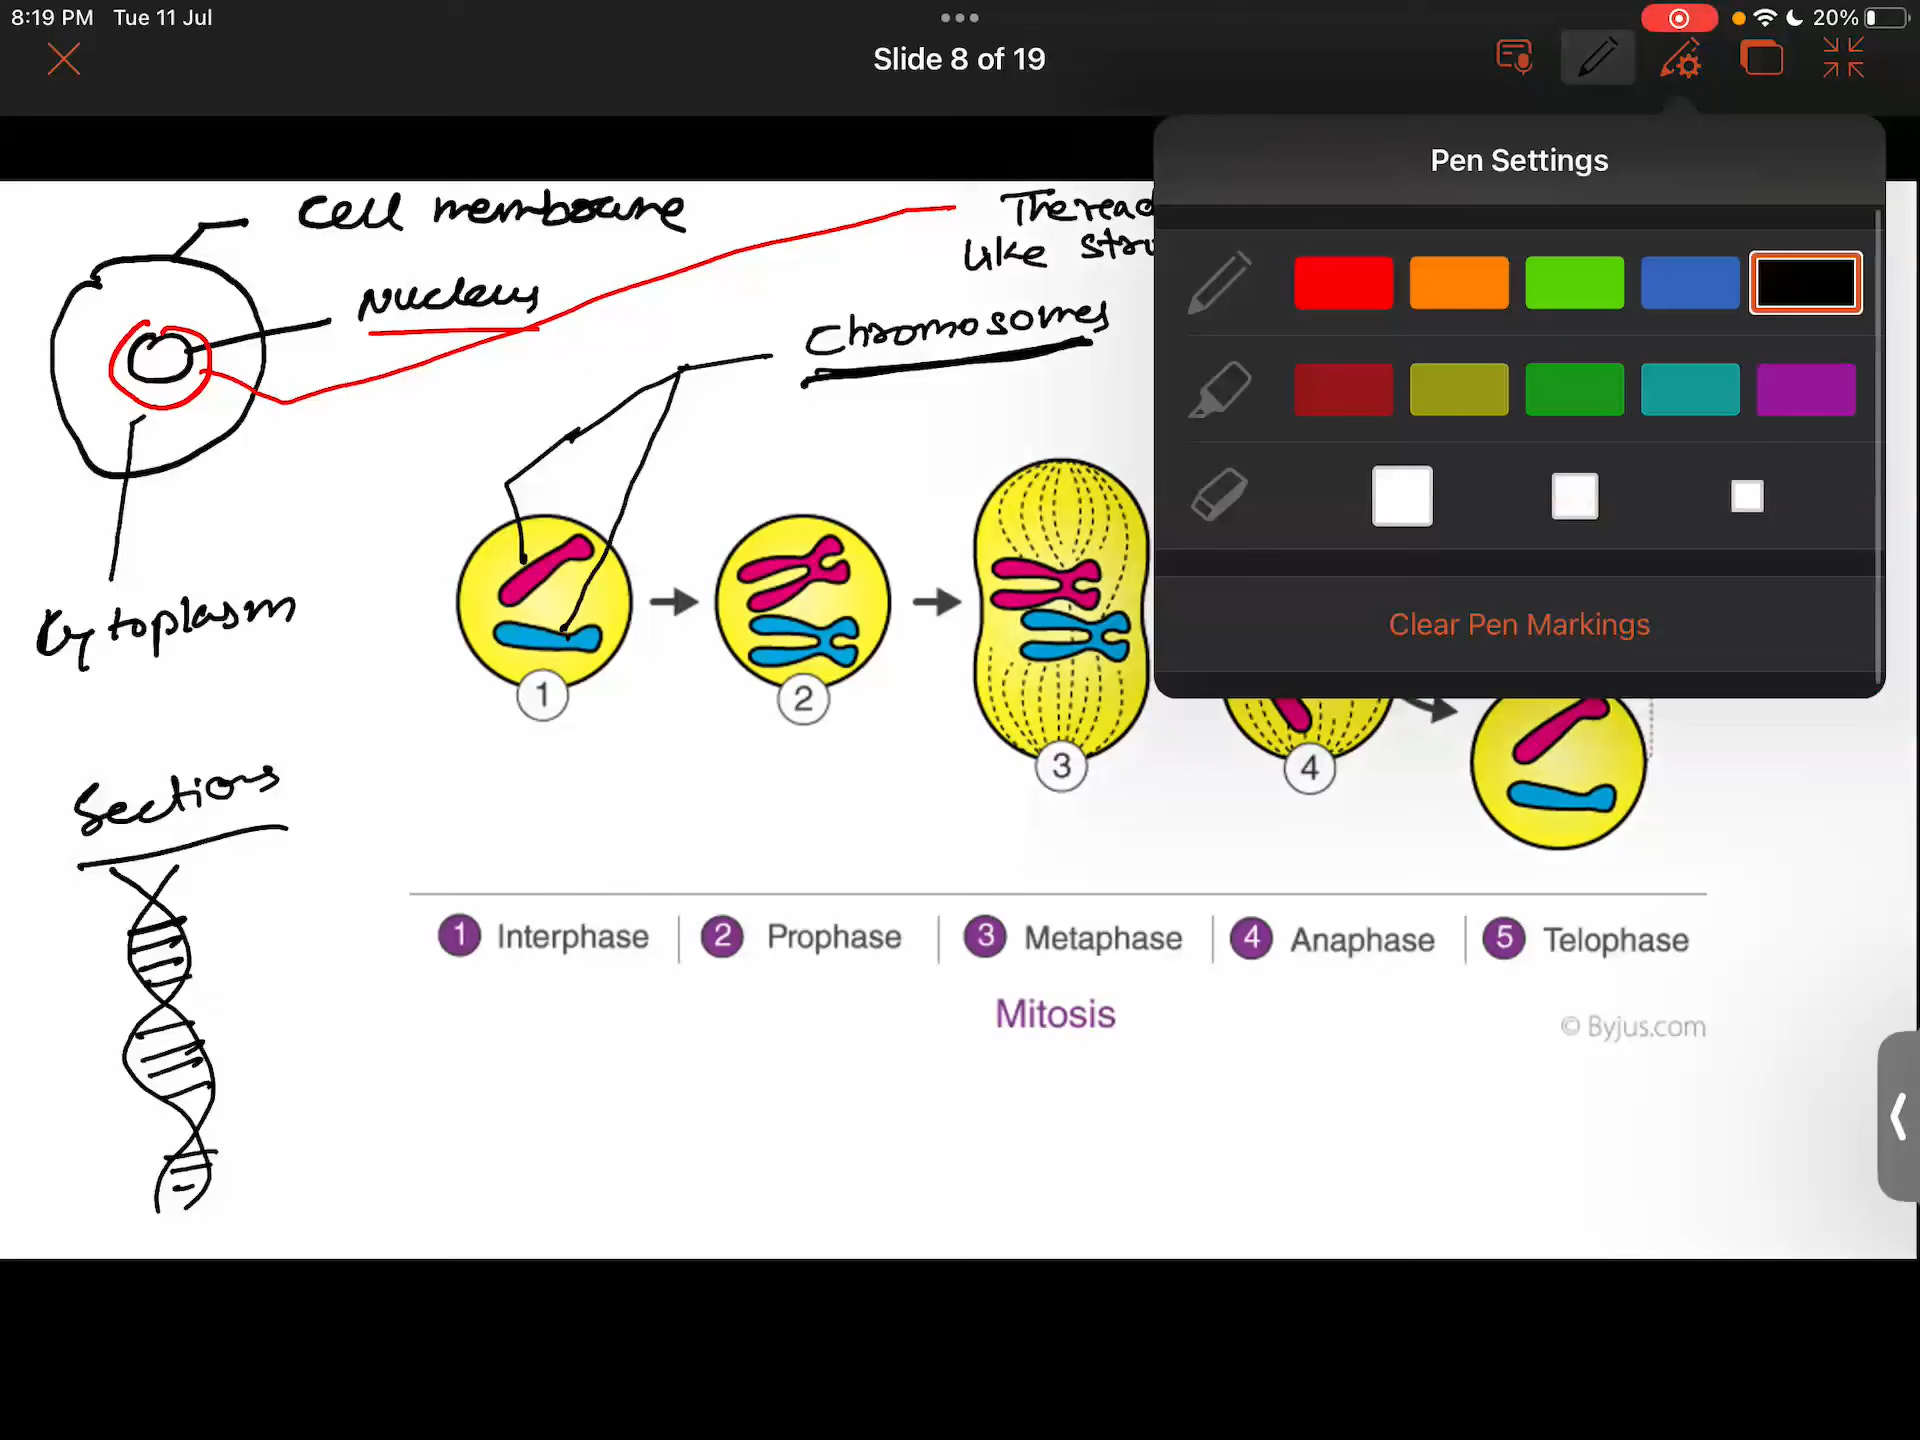 8:19 PM Tue 11 Jul
20%
Slide 8 of 19
Pen Settings
Cell membrane
Theread
like stru
Nucleus
Chromosomes
Cytoplasm
Clear Pen Markings
1
2
3
4
Sections
1 Interphase
2 Prophase
3 Metaphase
4 Anaphase
5 Telophase
Mitosis
© Byjus.com